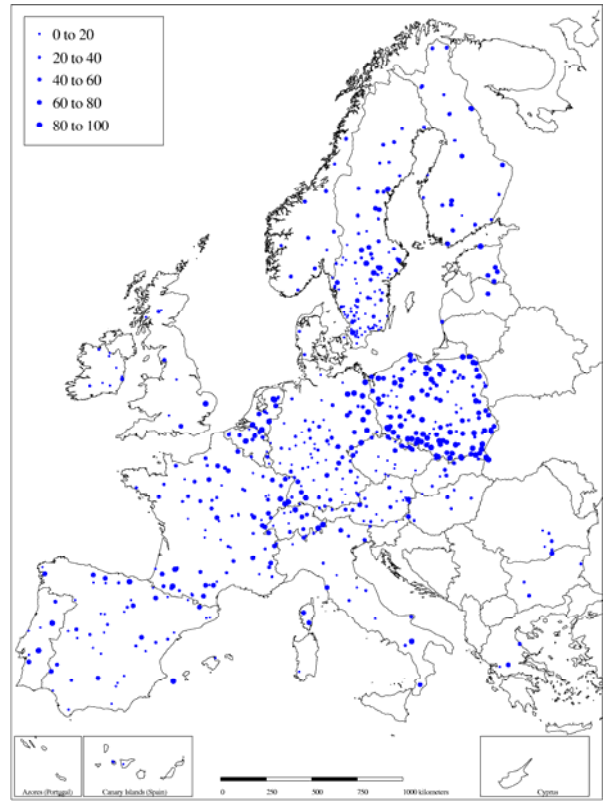 0 to 20
20 to 40
40 to 60
60 to 80
80 to 100
Azores (Portugal)
Canary Islands (Spain)
0 250 500 750 1000 kilometers
Cyprus